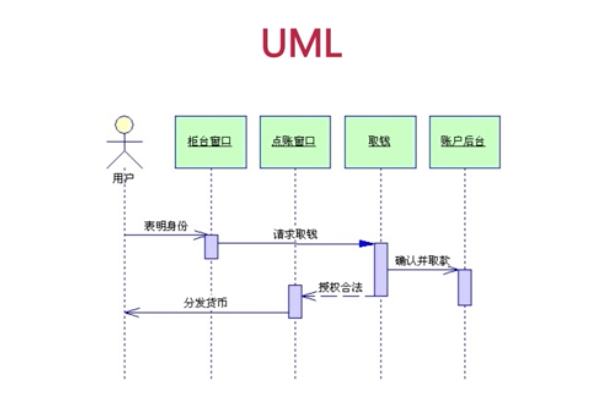 UML
柜台窗口
点账窗口
取钱
账户后台
用户
表明身份
请求取钱
确认并取款
授权合法
分发货币